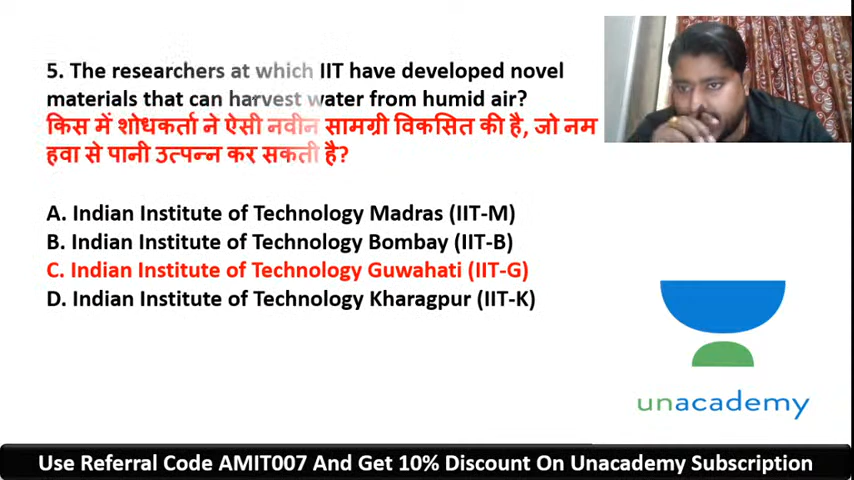 5. The researchers at which IIT have developed novel
materials that can harvest water from humid air?
किस में शोधकर्ता ने ऐसी नवीन सामग्री विकसित की है, जो नम
हवा से पानी उत्पन्न कर सकती है?
A. Indian Institute of Technology Madras (IIT-M)
B. Indian Institute of Technology Bombay (IIT-B)
C. Indian Institute of Technology Guwahati (IIT-G)
D. Indian Institute of Technology Kharagpur (IIT-K)
unacademy
Use Referral Code AMIT007 And Get 10% Discount On Unacademy Subscription